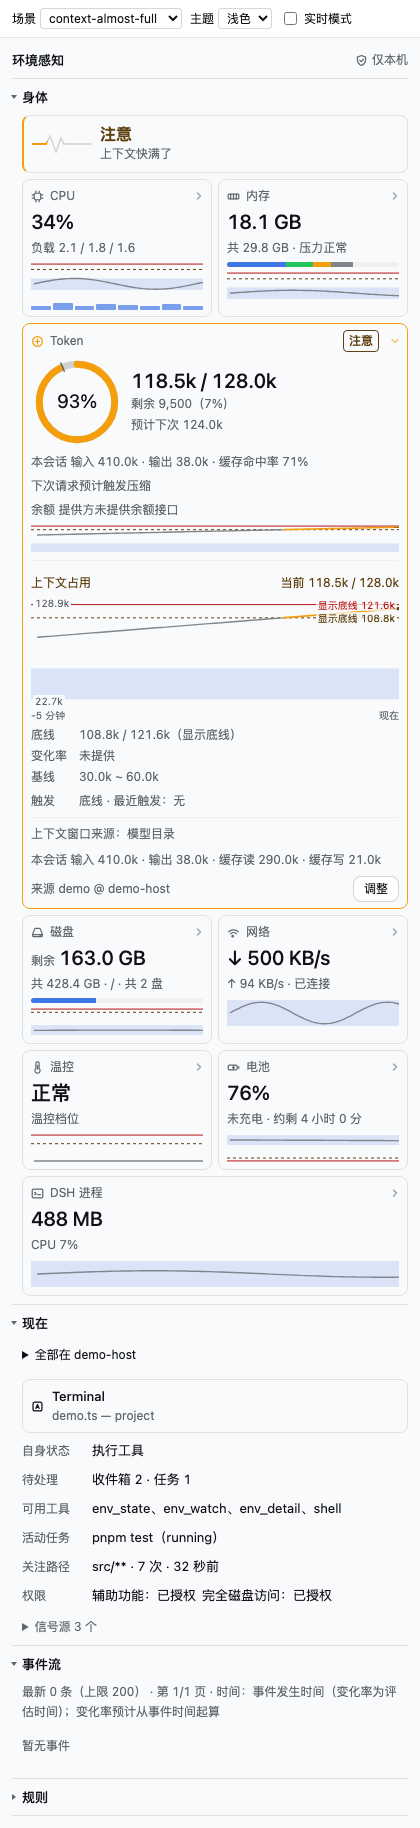 场景 context-almost-full 主题 浅色 实时模式
环境感知 仅本机
身体
注意
上下文快满了
CPU
34%
负载 2.1 / 1.8 / 1.6
内存
18.1 GB
共 29.8 GB · 压力正常
Token 注意
93%
118.5k / 128.0k
剩余 9,500（7%）
预计下次 124.0k
本会话 输入 410.0k · 输出 38.0k · 缓存命中率 71%
下次请求预计触发压缩
余额 提供方未提供余额接口
上下文占用 当前 118.5k / 128.0k
128.9k
显示底线 121.6k
显示底线 108.8k
22.7k
-5 分钟 现在
底线 108.8k / 121.6k（显示底线）
变化率 未提供
基线 30.0k ~ 60.0k
触发 底线 · 最近触发：无
上下文窗口来源：模型目录
本会话 输入 410.0k · 输出 38.0k · 缓存读 290.0k · 缓存写 21.0k
来源 demo @ demo-host 调整
磁盘
剩余 163.0 GB
共 428.4 GB · / · 共 2 盘
网络
↓ 500 KB/s
↑ 94 KB/s · 已连接
温控
正常
温控档位
电池
76%
未充电 · 约剩 4 小时 0 分
DSH 进程
488 MB
CPU 7%
现在
全部在 demo-host
Terminal
demo.ts — project
自身状态 执行工具
待处理 收件箱 2 · 任务 1
可用工具 env_state、env_watch、env_detail、shell
活动任务 pnpm test（running）
关注路径 src/** · 7 次 · 32 秒前
权限 辅助功能：已授权 完全磁盘访问：已授权
信号源 3 个
事件流
最新 0 条（上限 200） · 第 1/1 页 · 时间：事件发生时间（变化率为评
估时间）；变化率预计从事件时间起算
暂无事件
规则